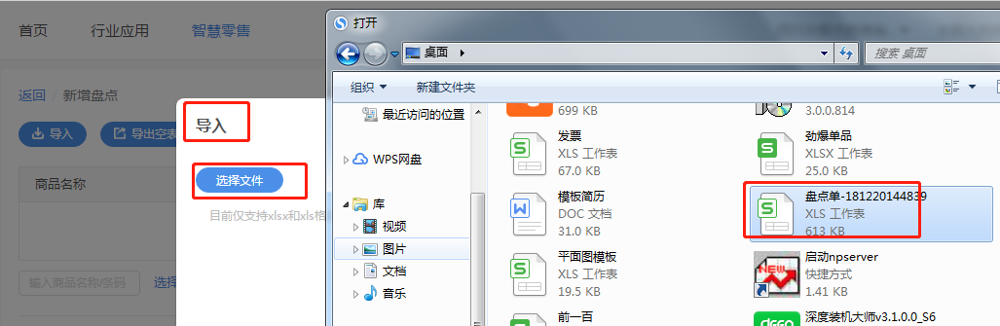 首页 行业应用 智慧零售
返回 / 新增盘点
导入 导出空表
商品名称
输入商品名称/条码 选择
导入
选择文件
目前仅支持xlsx和xls格
打开
桌面
搜索 桌面
组织 新建文件夹
最近访问的位置
WPS网盘
库
视频
图片
文档
音乐
699 KB
3.0.0.814
发票
XLS 工作表
67.0 KB
劲爆单品
XLSX 工作表
25.0 KB
模板简历
DOC 文档
31.0 KB
盘点单-181220144839
XLS 工作表
613 KB
平面图模板
XLS 工作表
19.5 KB
启动npserver
快捷方式
1.41 KB
前一百
深度装机大师v3.1.0.0_S6